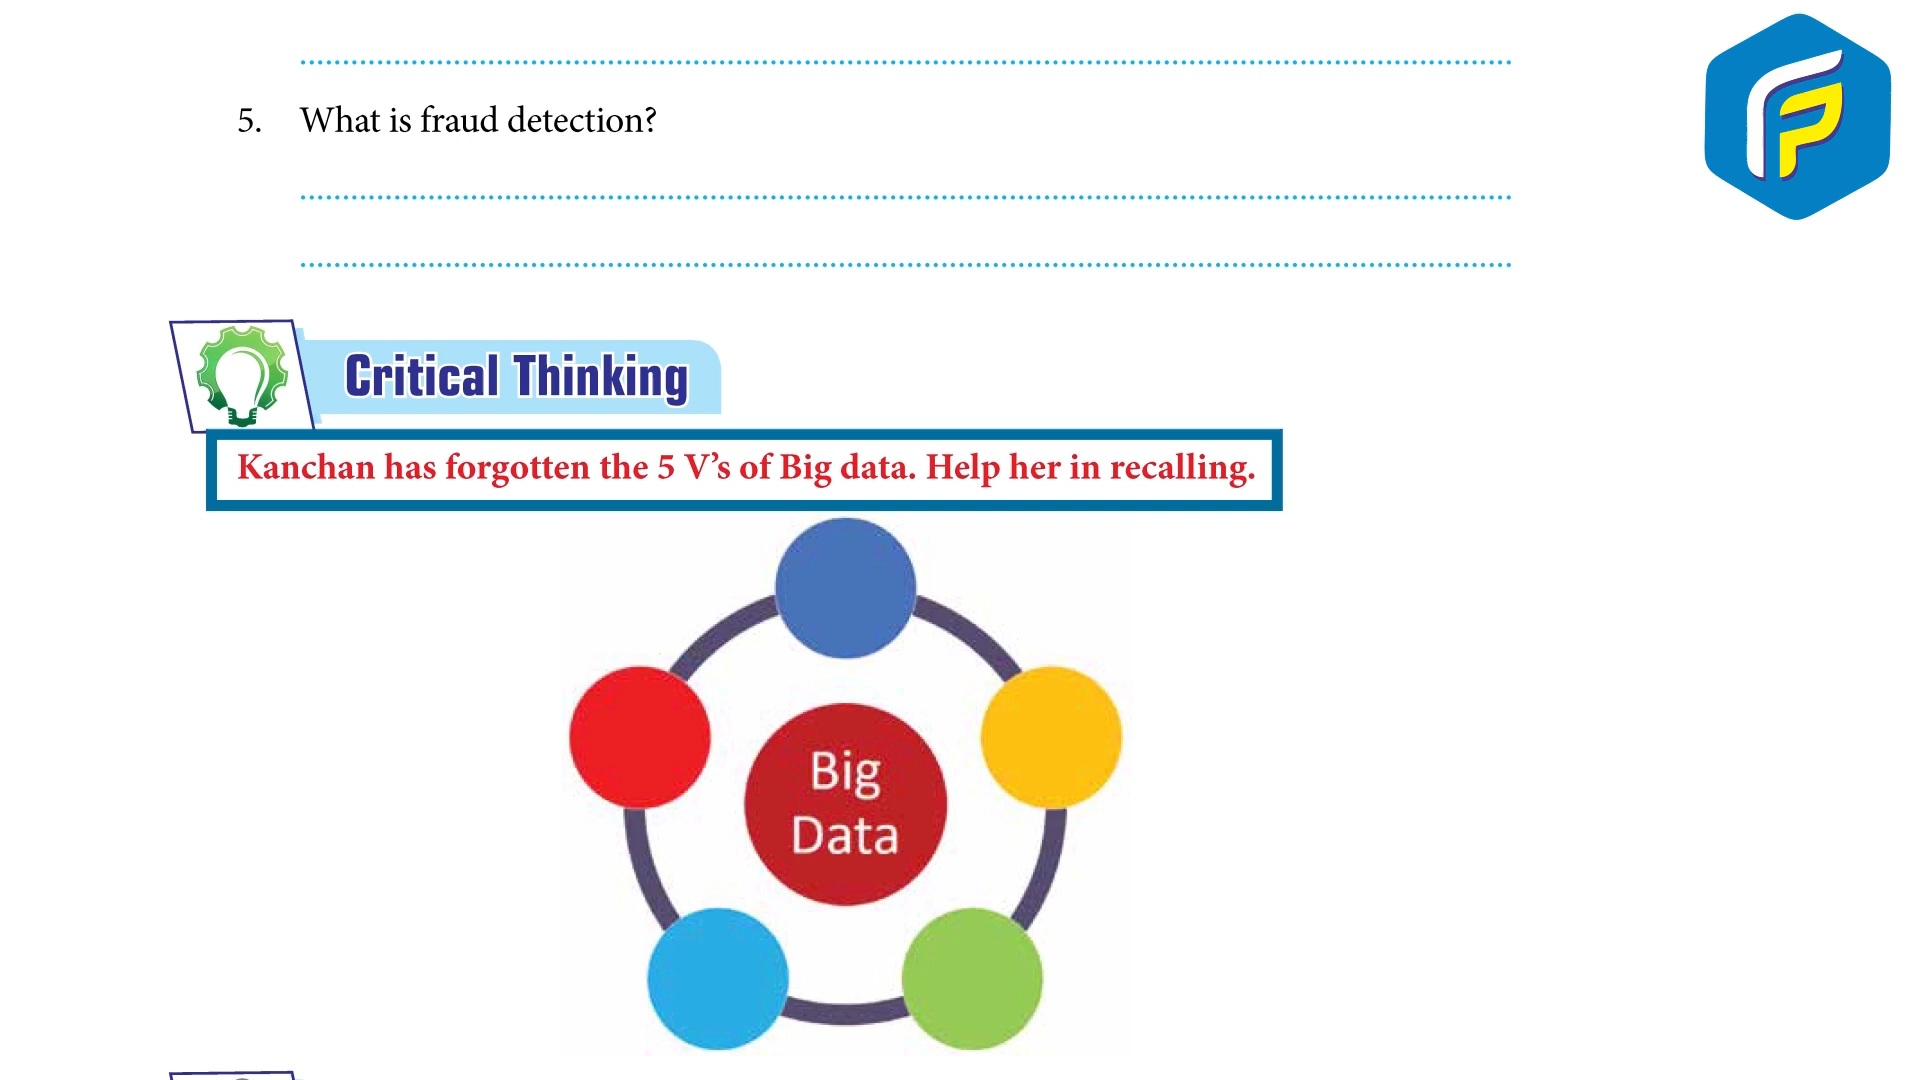 5. What is fraud detection?
Critical Thinking
Kanchan has forgotten the 5 V’s of Big data. Help her in recalling.
Big
Data